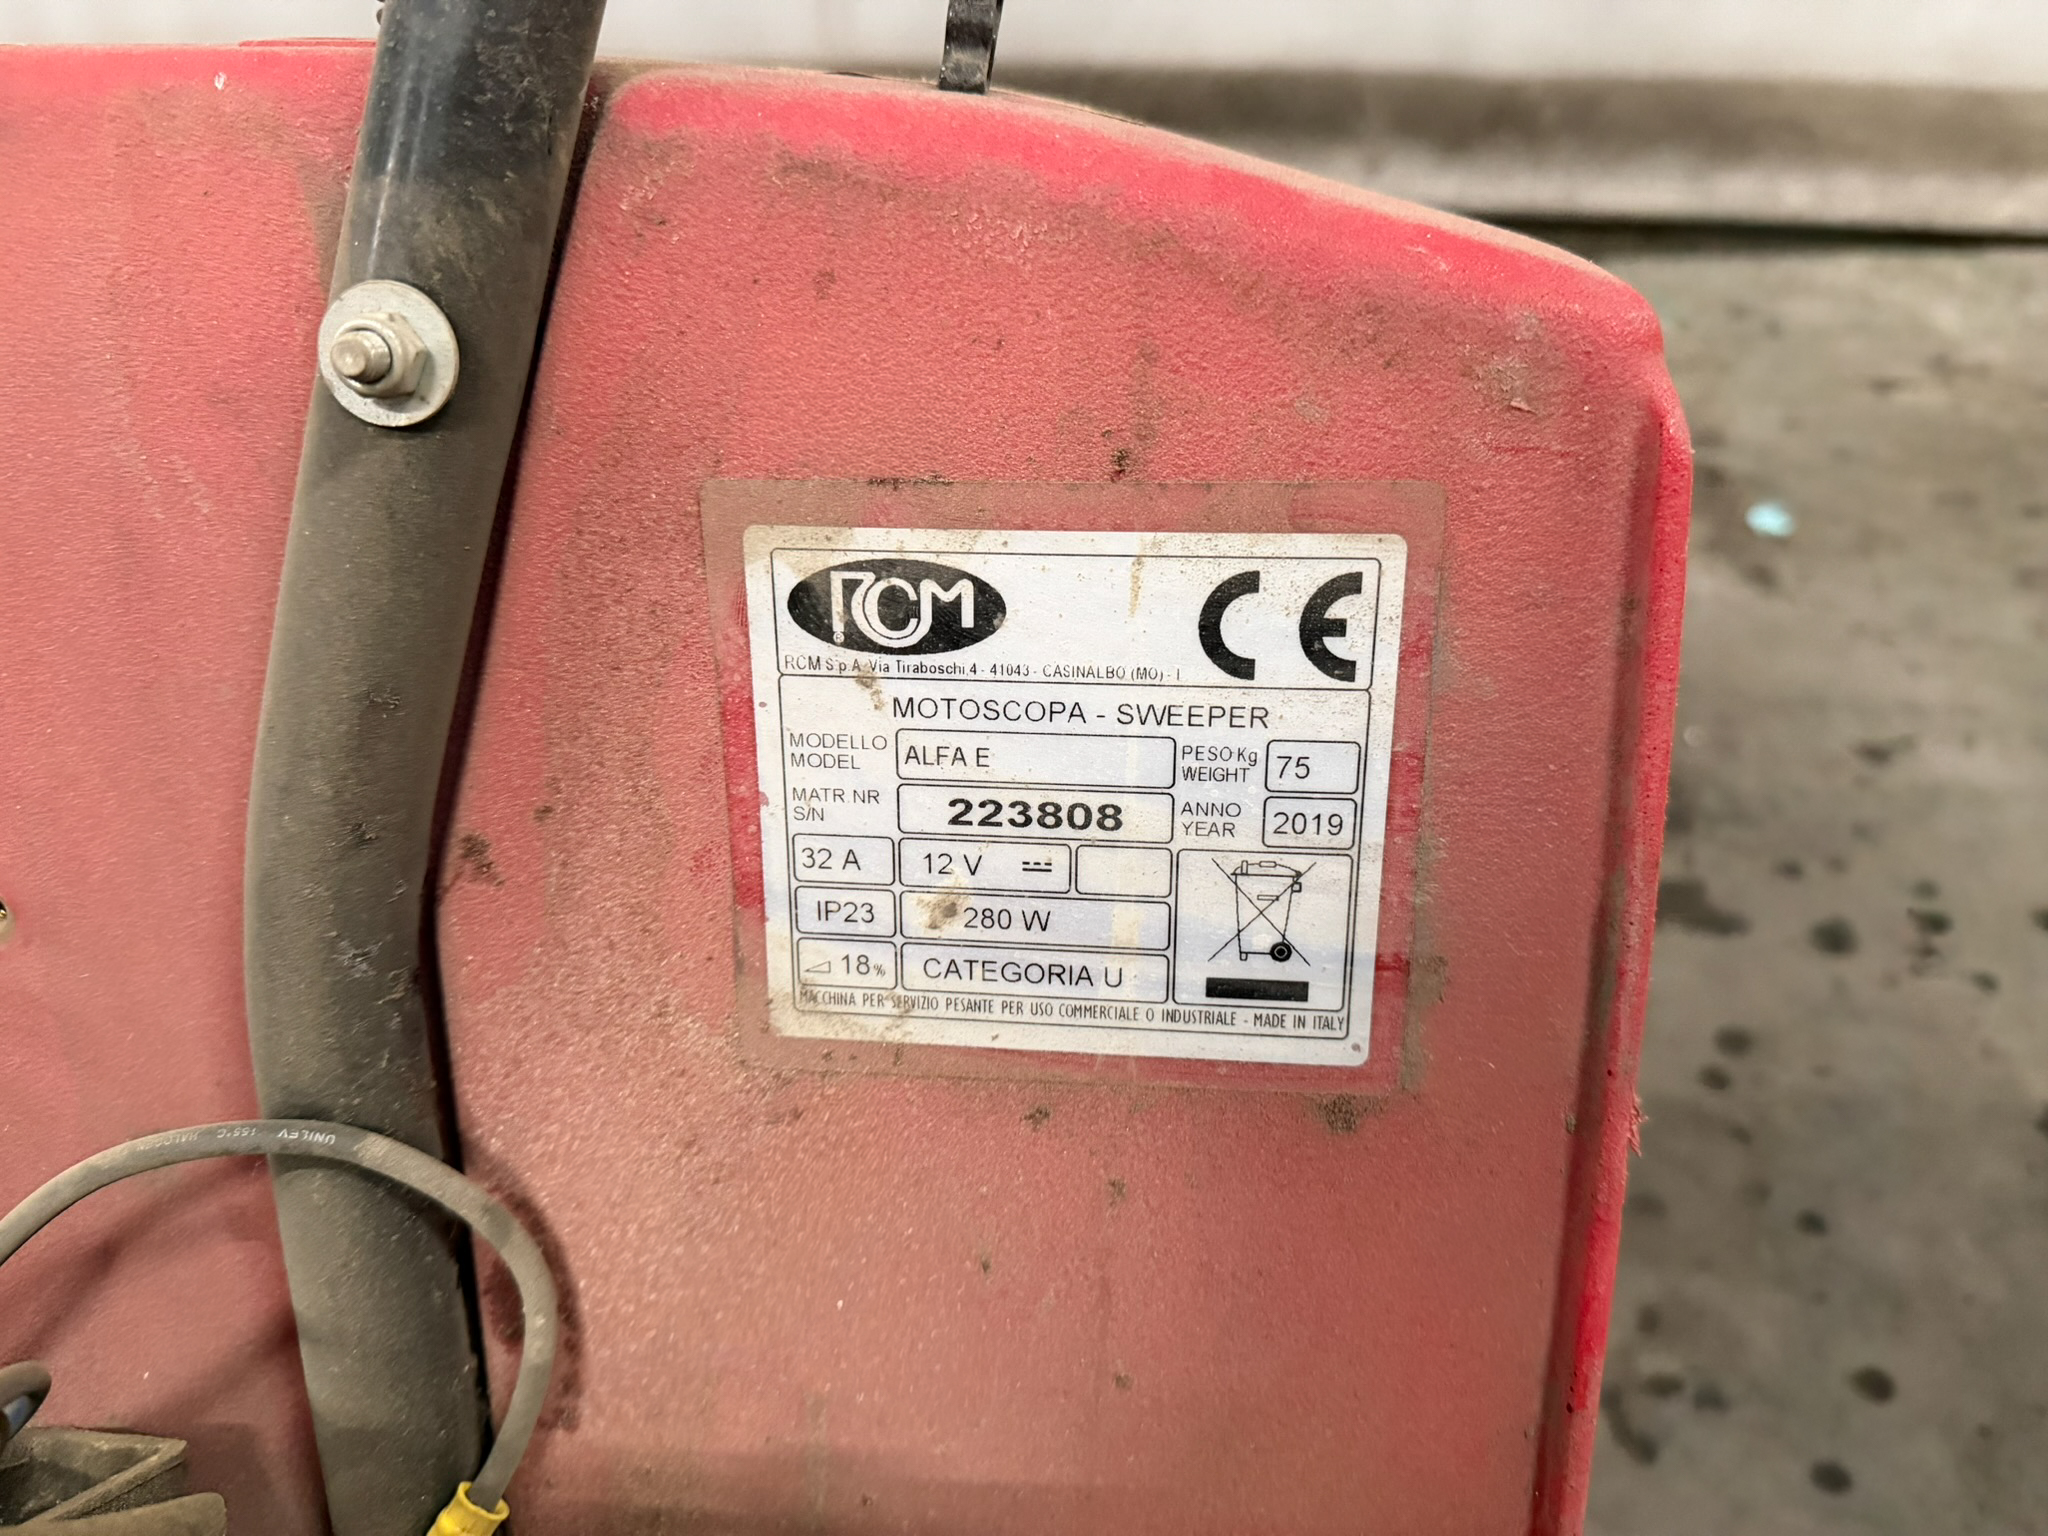 RCM
RCM S.p.A. Via Tiraboschi,4 - 41043 - CASINALBO (MO) - I
CE
MOTOSCOPA - SWEEPER
MODELLO
MODEL
ALFA E
PESO Kg
WEIGHT
75
MATR.NR
S/N
223808
ANNO
YEAR
2019
32 A
12 V
IP23
280 W
18%
CATEGORIA U
MACCHINA PER SERVIZIO PESANTE PER USO COMMERCIALE O INDUSTRIALE - MADE IN ITALY
UNILEV 155°C